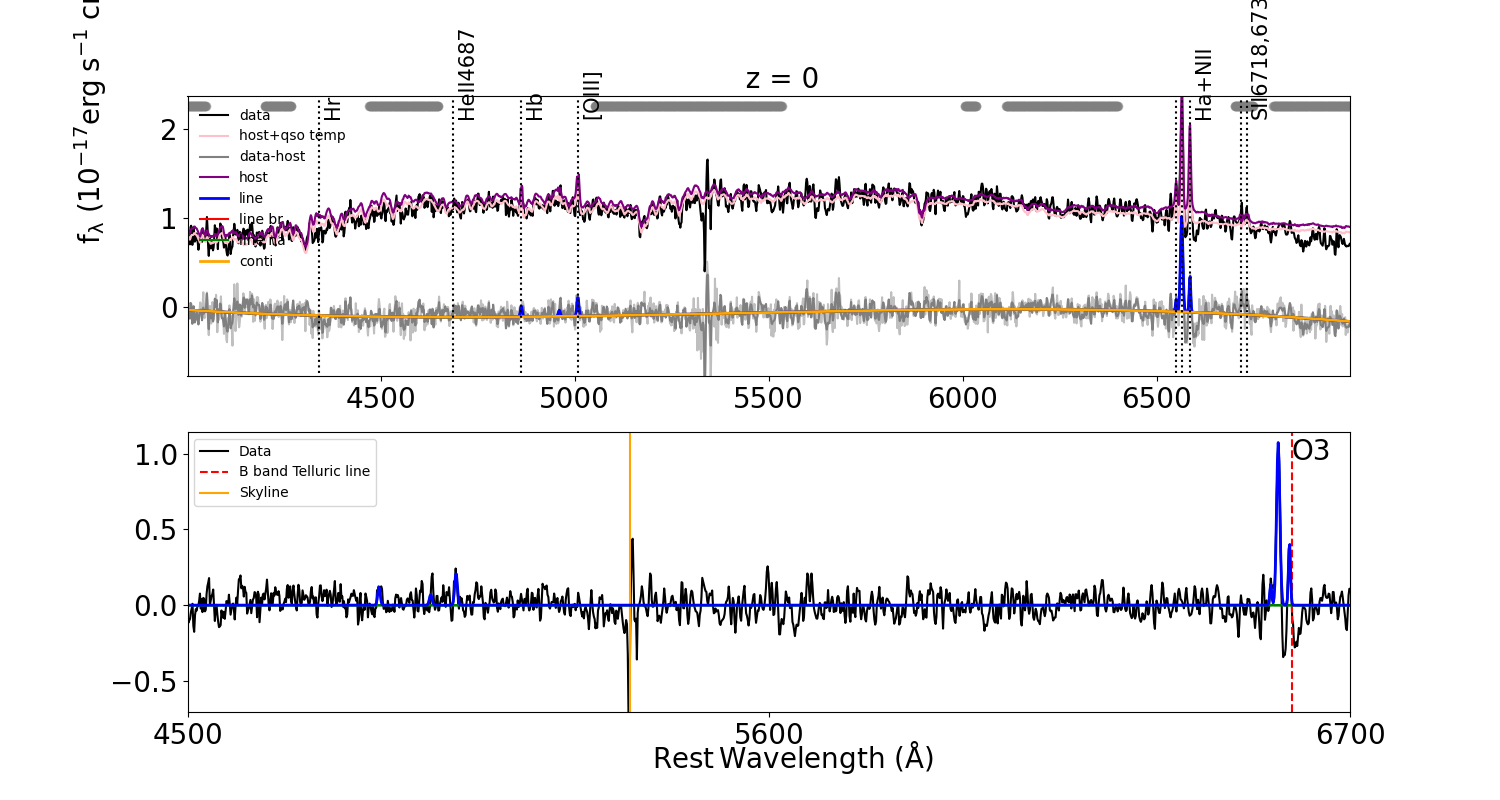 z = 0
Hr
HeII4687
Hb
[OIII]
Ha+NII
SII6718,673
f_λ (10^−17 erg s^−1
data
host+qso temp
data-host
host
line
line br
line na
conti
2
1
0
4500 5000 5500 6000 6500
Data
B band Telluric line
Skyline
O3
1.0
0.5
0.0
−0.5
4500 5600 6700
Rest Wavelength (Å)